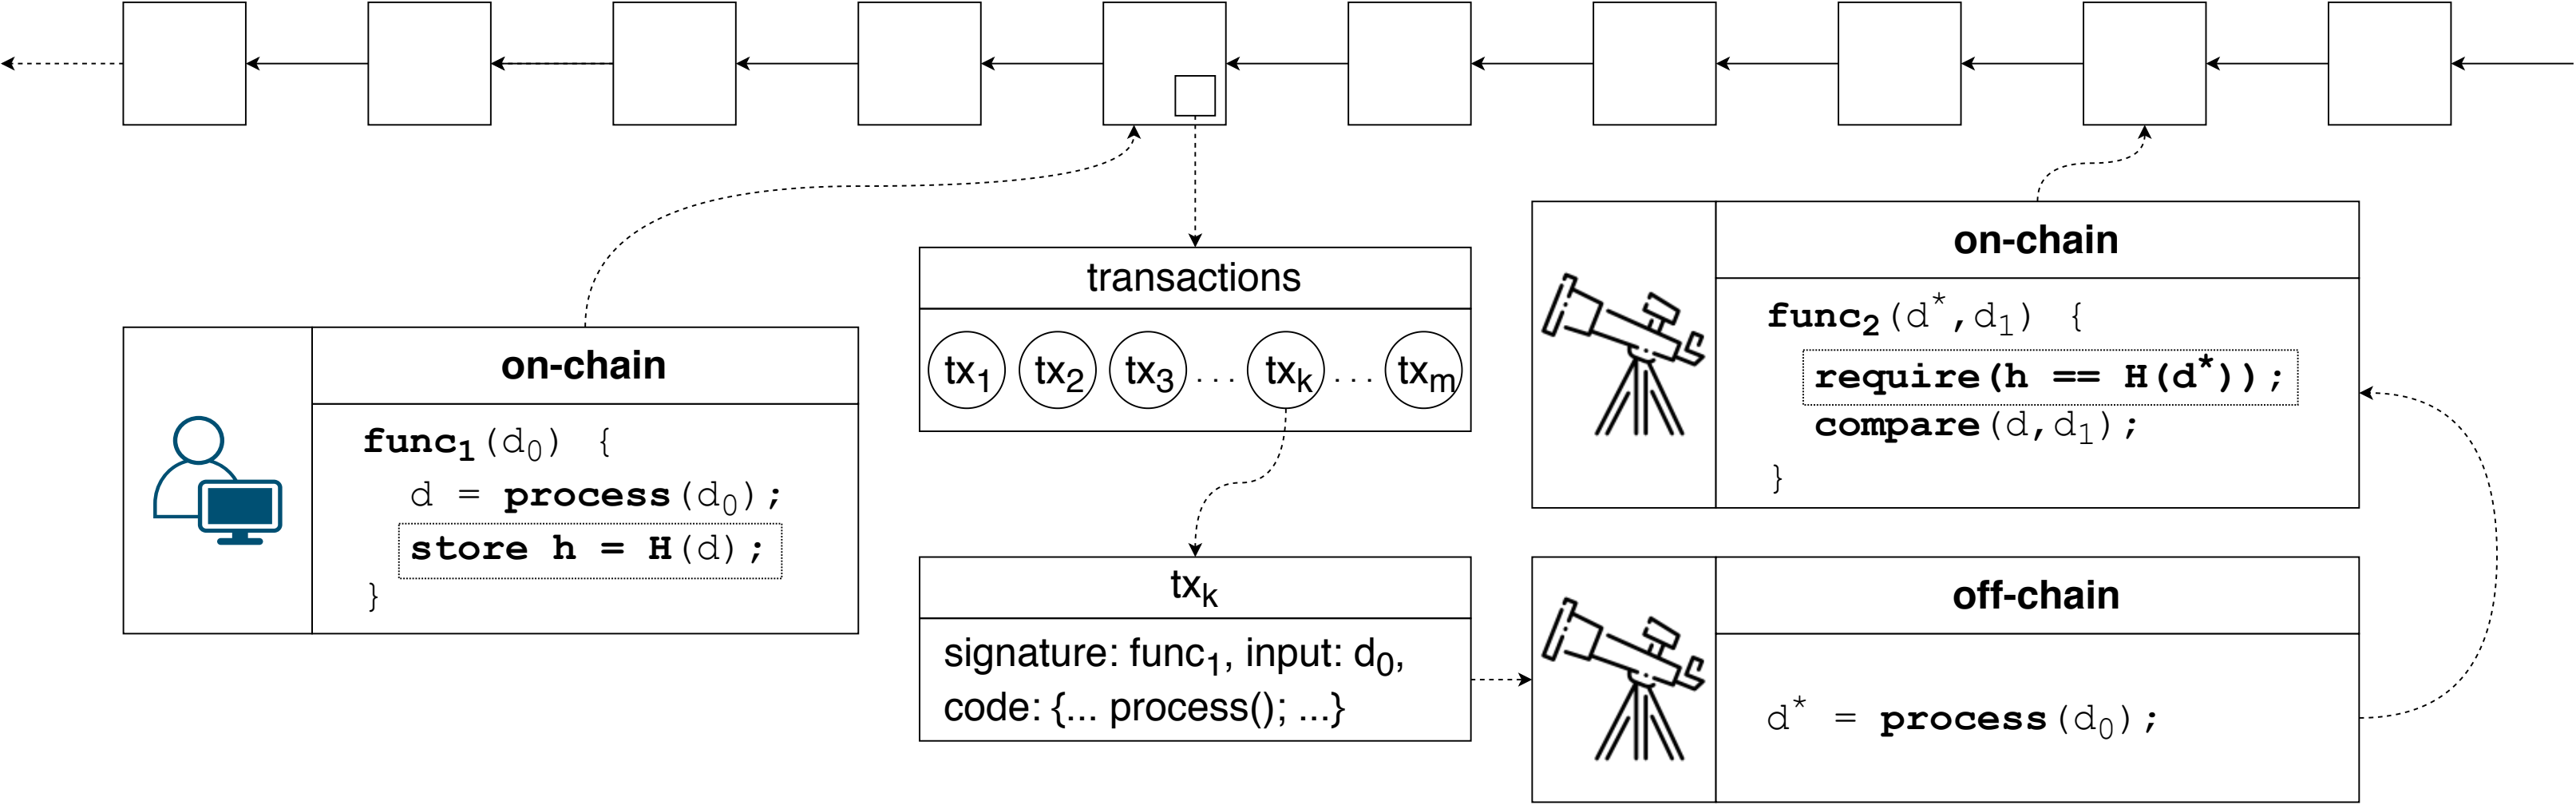 on-chain
func₁(d₀) {
d = process(d₀);
store h = H(d);
}
transactions
tx₁ tx₂ tx₃ ... txₖ ... txₘ
txₖ
signature: func₁, input: d₀,
code: {... process(); ...}
on-chain
func₂(d*,d₁) {
require(h == H(d*));
compare(d,d₁);
}
off-chain
d* = process(d₀);